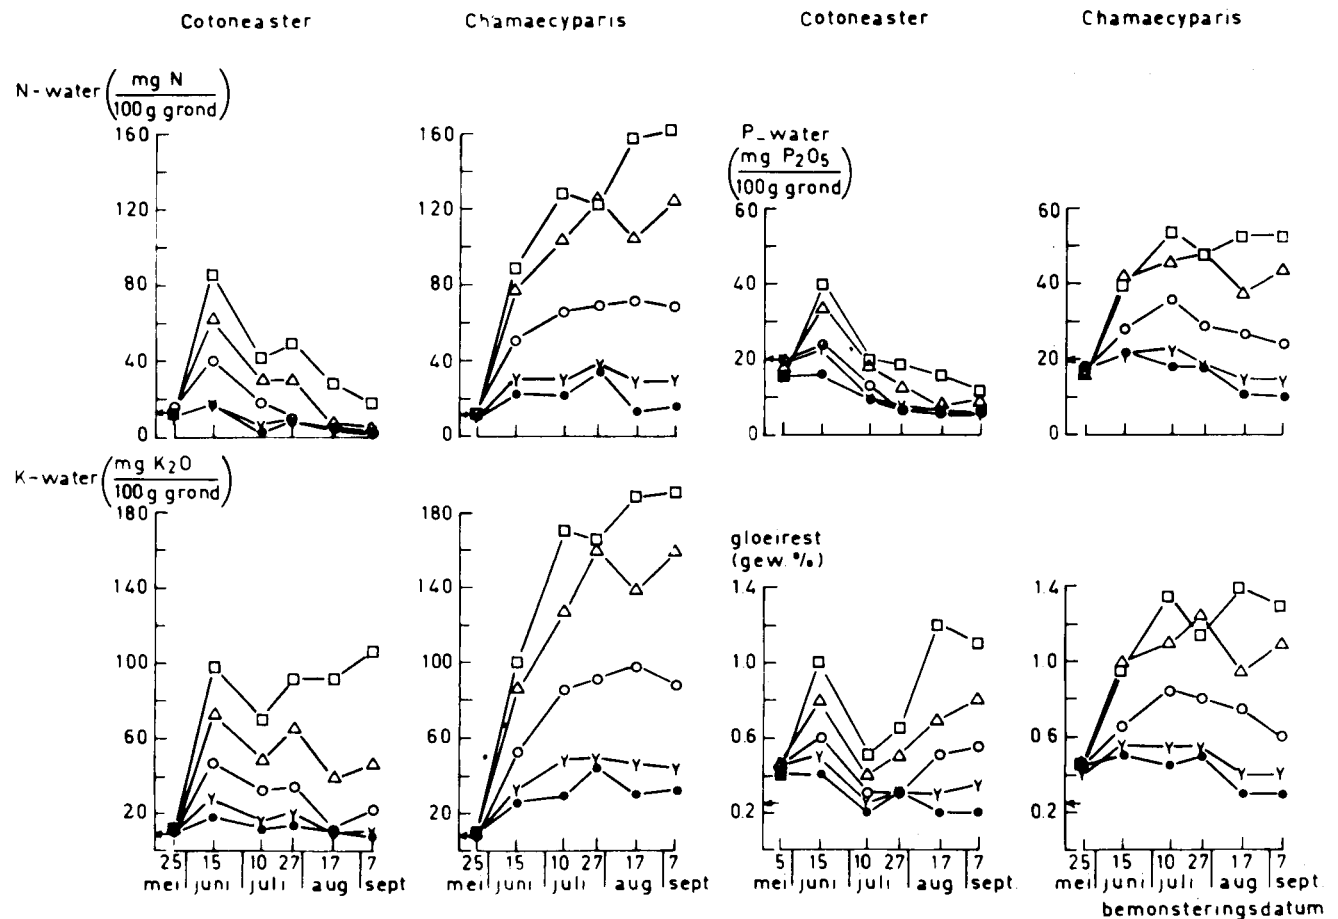 Cotoneaster Chamaecyparis Cotoneaster Chamaecyparis
N-water (mg N / 100g grond)
160
120
80
40
0
160
120
80
40
0
P-water
(mg P₂O₅ / 100g grond)
60
40
20
0
60
40
20
0
K-water (mg K₂O / 100g grond)
180
140
100
60
20
180
140
100
60
20
gloeirest
(gew. %)
1.4
1.0
0.6
0.2
1.4
1.0
0.6
0.2
25 15 10 27 17 7
mei juni juli aug sept
25 15 10 27 17 7
mei juni juli aug sept.
5 15 10 27 17 7
mei juni juli aug sept.
25 15 10 27 17 7
mei juni juli aug sept.
bemonsteringsdatum